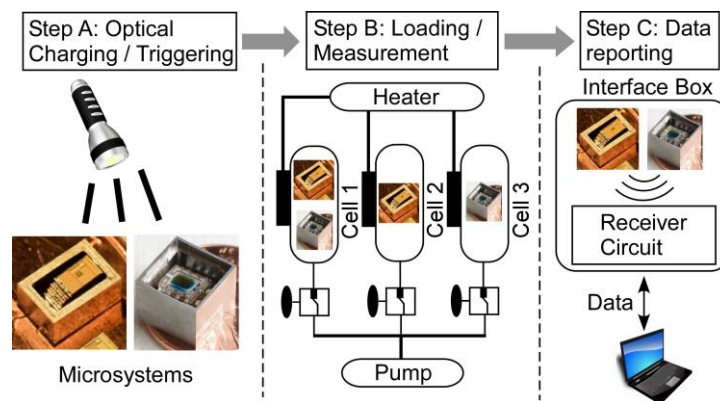 Step A: Optical
Charging / Triggering
Step B: Loading /
Measurement
Step C: Data
reporting
Microsystems
Heater
Cell 1
Cell 2
Cell 3
Pump
Interface Box
Receiver
Circuit
Data